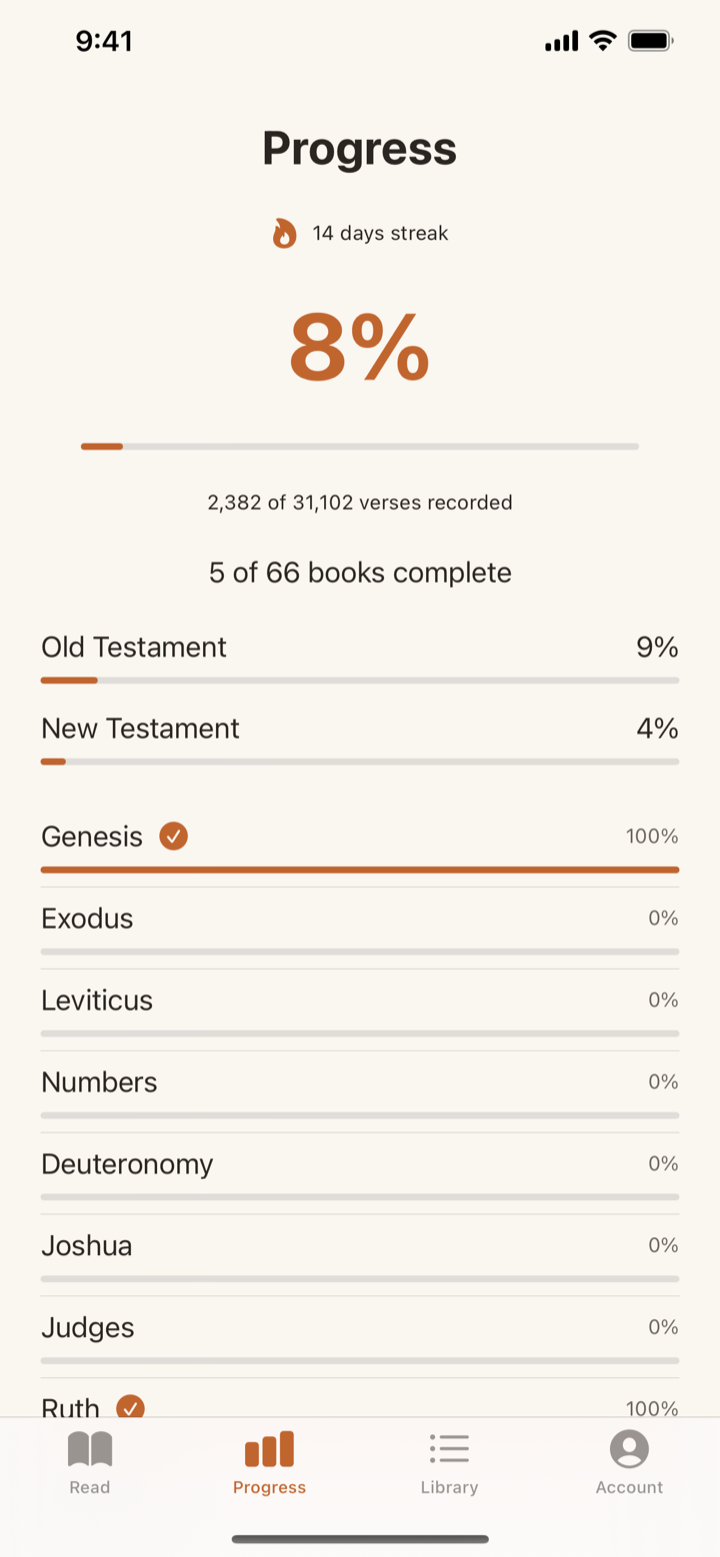 9:41
Progress
14 days streak
8%
2,382 of 31,102 verses recorded
5 of 66 books complete
Old Testament 9%
New Testament 4%
Genesis 100%
Exodus 0%
Leviticus 0%
Numbers 0%
Deuteronomy 0%
Joshua 0%
Judges 0%
Ruth 100%
Read Progress Library Account